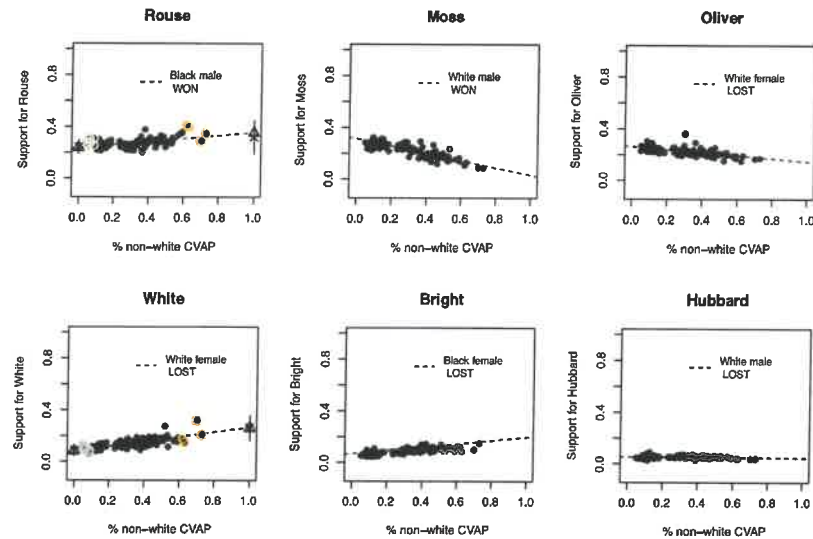 Rouse
Support for Rouse
0.0 0.4 0.8
Black male
WON
0.0 0.2 0.4 0.6 0.8 1.0
% non−white CVAP
Moss
Support for Moss
0.0 0.4 0.8
White male
WON
0.0 0.2 0.4 0.6 0.8 1.0
% non−white CVAP
Oliver
Support for Oliver
0.0 0.4 0.8
White female
LOST
0.0 0.2 0.4 0.6 0.8 1.0
% non−white CVAP
White
Support for White
0.0 0.4 0.8
White female
LOST
0.0 0.2 0.4 0.6 0.8 1.0
% non−white CVAP
Bright
Support for Bright
0.0 0.4 0.8
Black female
LOST
0.0 0.2 0.4 0.6 0.8 1.0
% non−white CVAP
Hubbard
Support for Hubbard
0.0 0.4 0.8
White male
LOST
0.0 0.2 0.4 0.6 0.8 1.0
% non−white CVAP